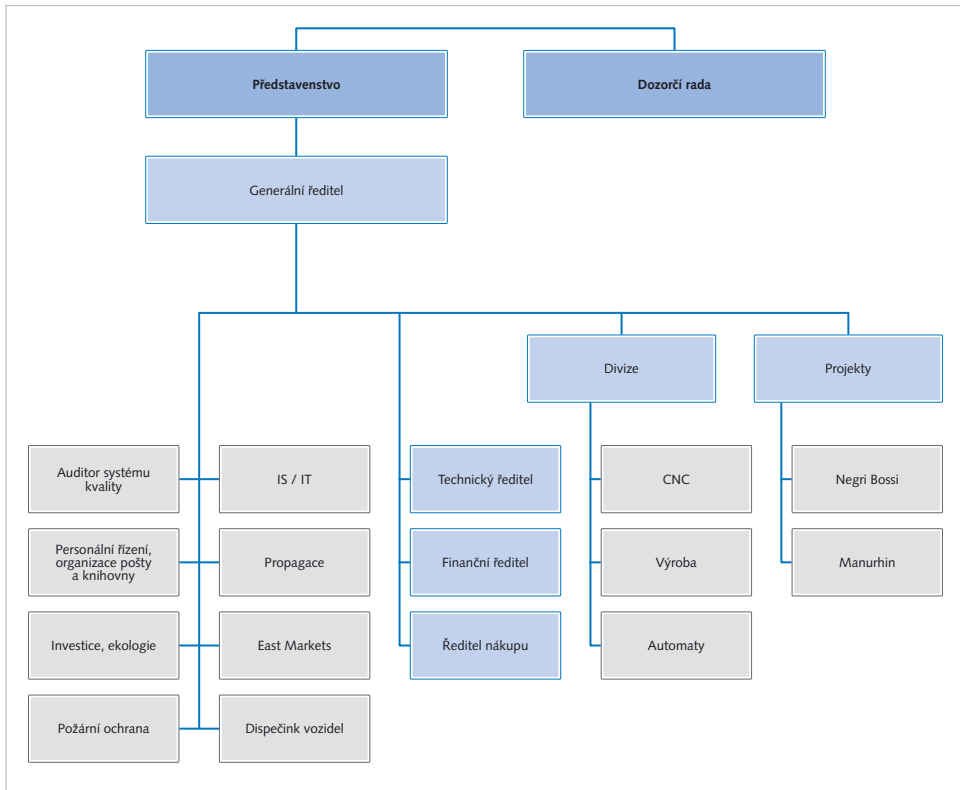 Představenstvo
Dozorčí rada
Generální ředitel
Divize
Projekty
Auditor systému
kvality
IS / IT
Technický ředitel
CNC
Negri Bossi
Personální řízení,
organizace pošty
a knihovny
Propagace
Finanční ředitel
Výroba
Manurhin
Investice, ekologie
East Markets
Ředitel nákupu
Automaty
Požární ochrana
Dispečink vozidel